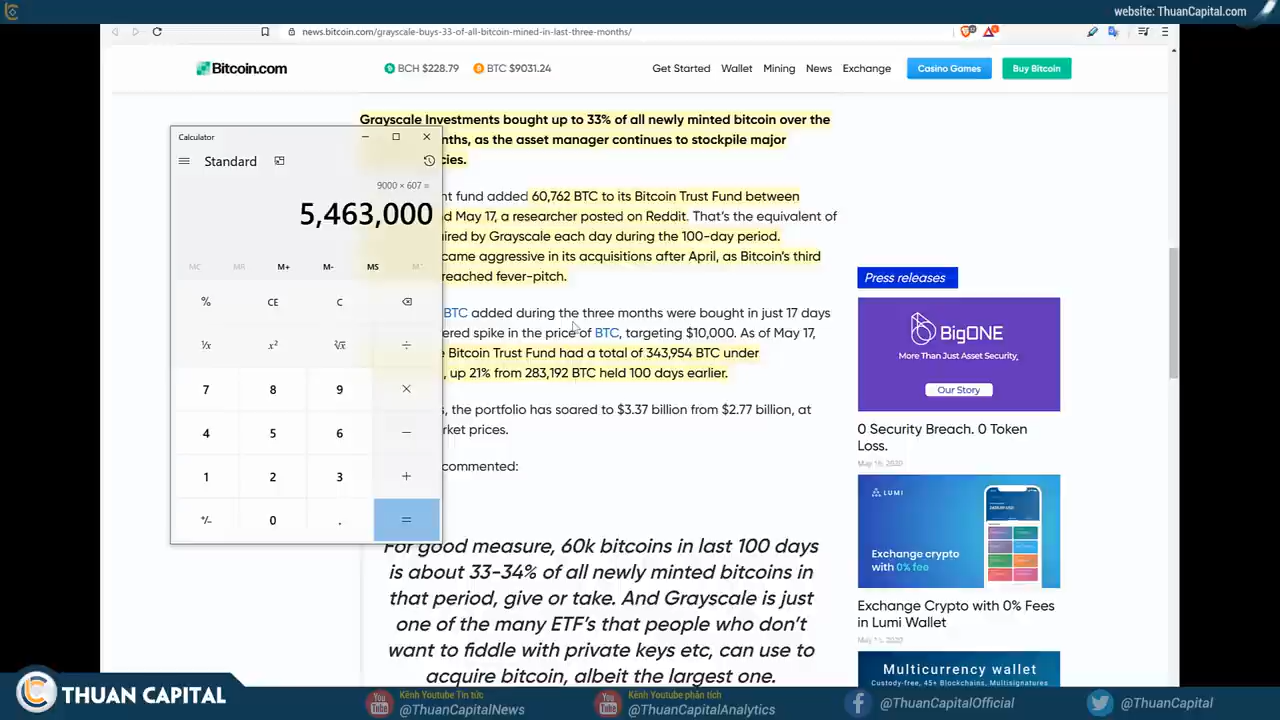 website: ThuanCapital.com
news.bitcoin.com/grayscale-buys-33-of-all-bitcoin-mined-in-last-three-months/
Bitcoin.com
BCH $228.79
BTC $9031.24
Get Started
Wallet
Mining
News
Exchange
Casino Games
Buy Bitcoin
Grayscale Investments bought up to 33% of all newly minted bitcoin over the
nths, as the asset manager continues to stockpile major
cies.
nt fund added 60,762 BTC to its Bitcoin Trust Fund between
d May 17, a researcher posted on Reddit. That's the equivalent of
ired by Grayscale each day during the 100-day period.
came aggressive in its acquisitions after April, as Bitcoin's third
reached fever-pitch.
BTC added during the three months were bought in just 17 days
ered spike in the price of BTC, targeting $10,000. As of May 17,
e Bitcoin Trust Fund had a total of 343,954 BTC under
, up 21% from 283,192 BTC held 100 days earlier.
s, the portfolio has soared to $3.37 billion from $2.77 billion, at
rket prices.
commented:
For good measure, 60k bitcoins in last 100 days
is about 33-34% of all newly minted bitcoins in
that period, give or take. And Grayscale is just
one of the many ETF's that people who don't
want to fiddle with private keys etc, can use to
acquire bitcoin, albeit the largest one.
Calculator
Standard
9000 × 607 =
5,463,000
MC
MR
M+
M-
MS
%
CE
C
¹/x
x²
²√x
÷
7
8
9
×
4
5
6
−
1
2
3
+
+/-
0
.
=
Press releases
BigONE
More Than Just Asset Security,
Our Story
0 Security Breach. 0 Token
Loss.
LUMI
Exchange crypto
with 0% fee
Exchange Crypto with 0% Fees
in Lumi Wallet
Multicurrency wallet
Custody-free, 45+ Blockchains, Multisignatures
THUAN CAPITAL
Kênh Youtube Tin tức
@ThuanCapitalNews
Kênh Youtube phân tích
@ThuanCapitalAnalytics
@ThuanCapitalOfficial
@ThuanCapital